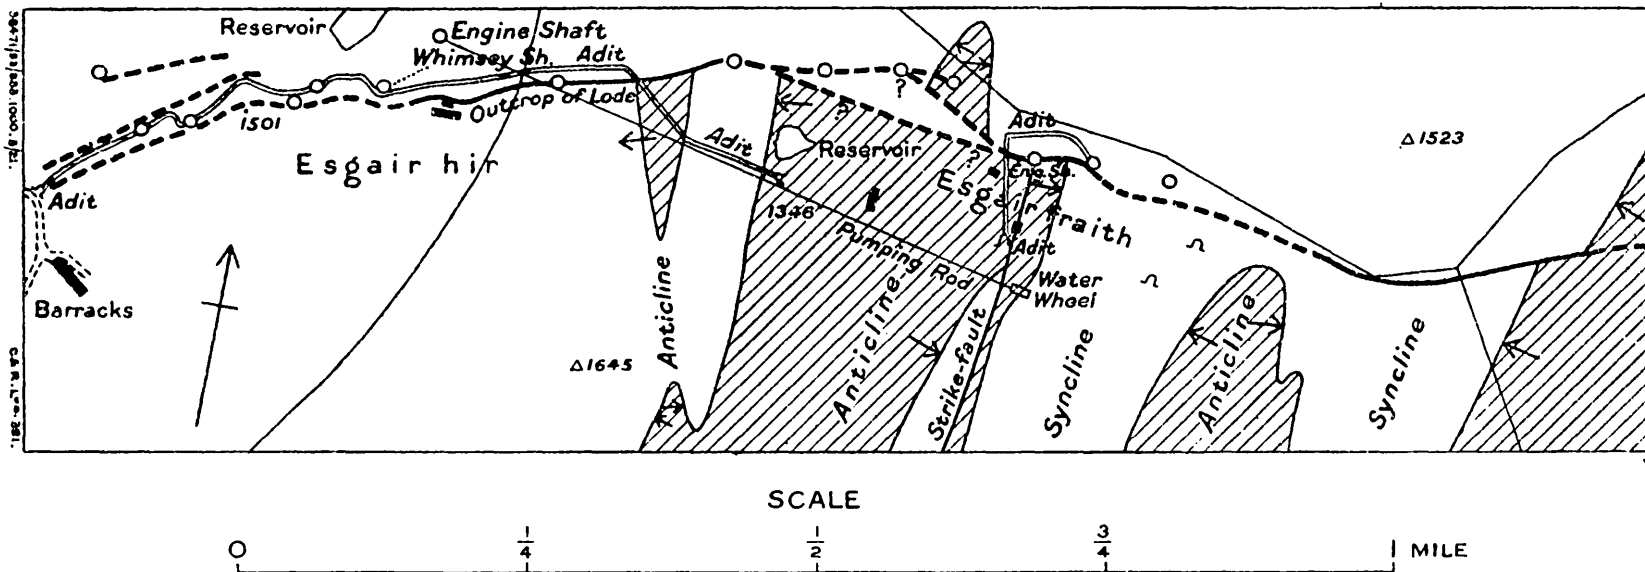 Reservoir
Engine Shaft
Whimsey Sh.
Adit
Outcrop of Lode
1501
Esgair hir
Adit
Barracks
Adit
Reservoir
1346
Pumping Rod
?
?
?
Adit
Eng. Sh.
Esgair fraith
Adit
Water
Wheel
△1523
△1645
Anticline
Anticline
Strike-fault
Syncline
Anticline
Syncline
SCALE
0 1/4 1/2 3/4 1 MILE